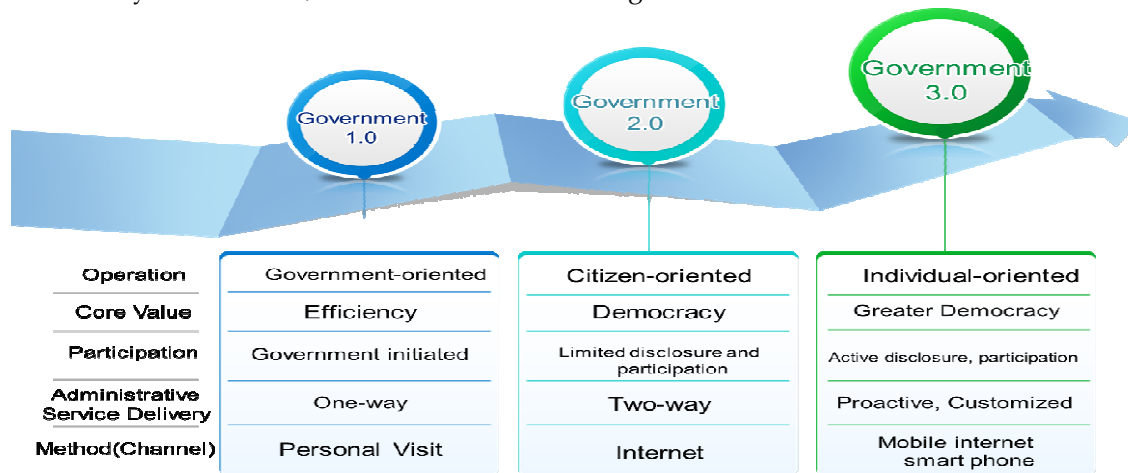 Government
1.0
Government
2.0
Government
3.0
Operation
Government-oriented
Citizen-oriented
Individual-oriented
Core Value
Efficiency
Democracy
Greater Democracy
Participation
Government initiated
Limited disclosure and
participation
Active disclosure, participation
Administrative
Service Delivery
One-way
Two-way
Proactive, Customized
Method(Channel)
Personal Visit
Internet
Mobile internet
smart phone